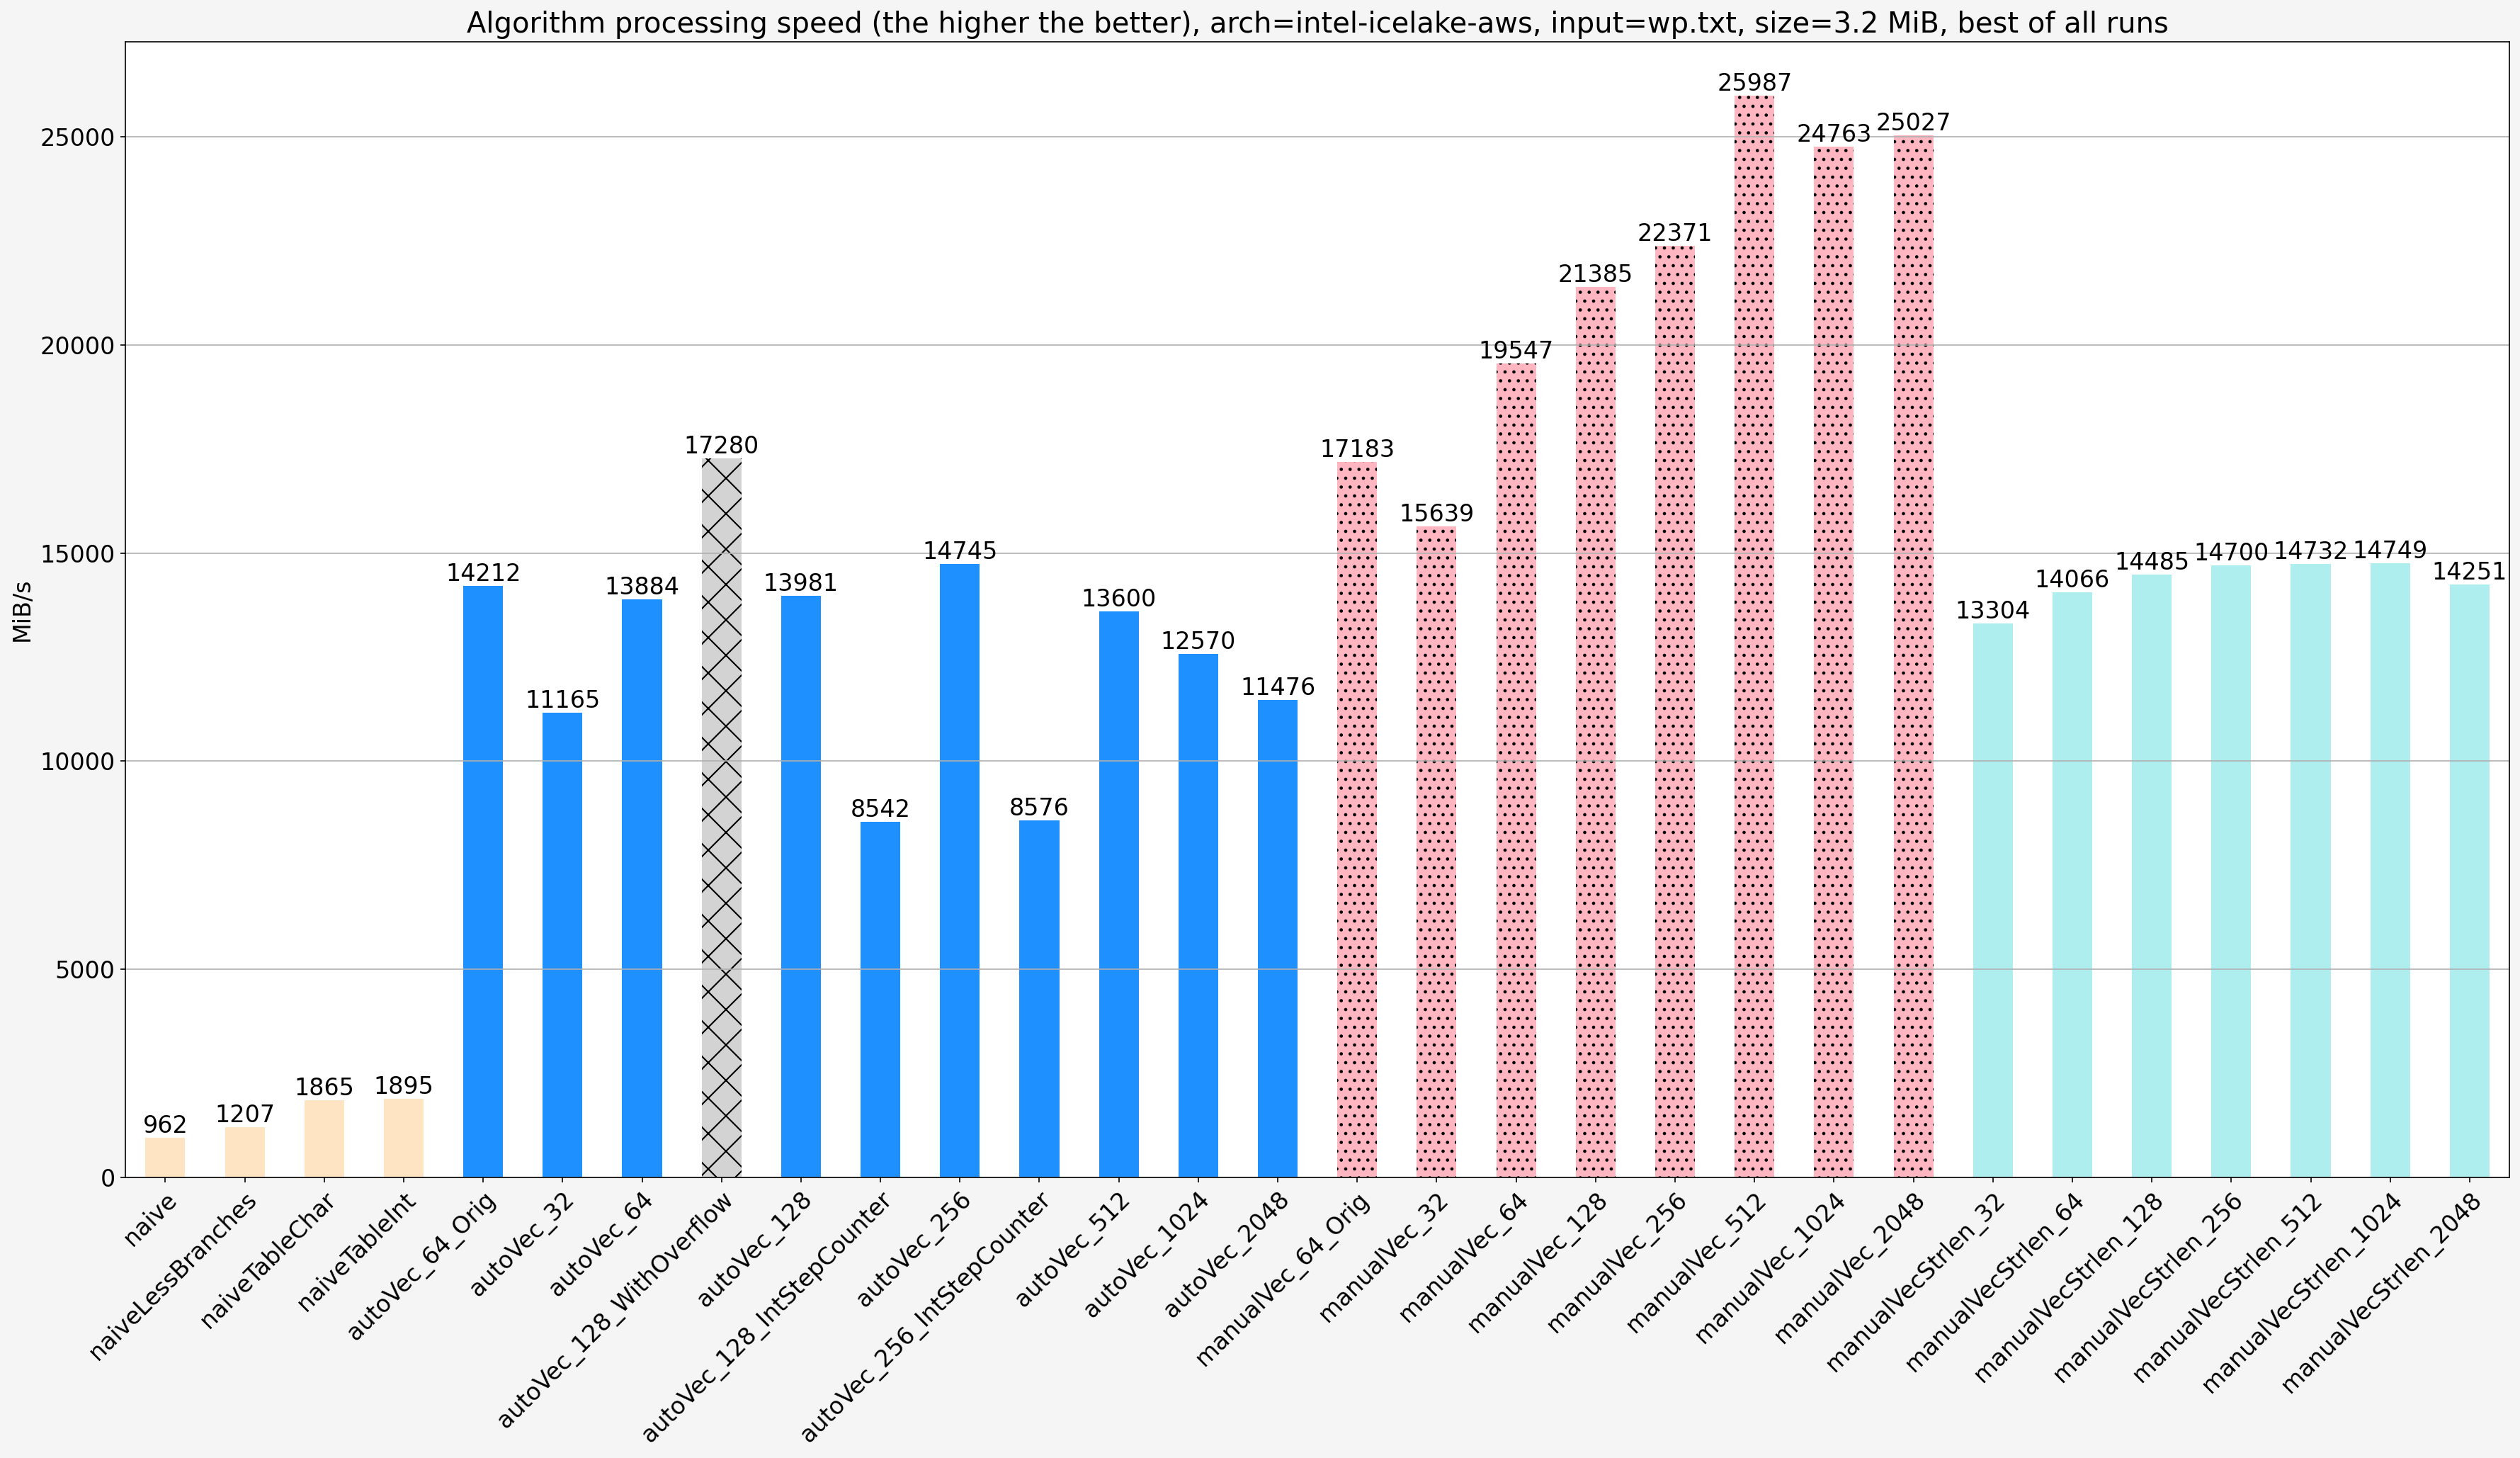 Algorithm processing speed (the higher the better), arch=intel-icelake-aws, input=wp.txt, size=3.2 MiB, best of all runs
MiB/s
25000
20000
15000
10000
5000
0
962
1207
1865
1895
14212
11165
13884
17280
13981
8542
14745
8576
13600
12570
11476
17183
15639
19547
21385
22371
25987
24763
25027
13304
14066
14485
14700
14732
14749
14251
naive
naiveLessBranches
naiveTableChar
naiveTableInt
autoVec_64_Orig
autoVec_32
autoVec_64
autoVec_128_WithOverflow
autoVec_128
autoVec_128_IntStepCounter
autoVec_256
autoVec_256_IntStepCounter
autoVec_512
autoVec_1024
autoVec_2048
manualVec_64_Orig
manualVec_32
manualVec_64
manualVec_128
manualVec_256
manualVec_512
manualVec_1024
manualVec_2048
manualVecStrlen_32
manualVecStrlen_64
manualVecStrlen_128
manualVecStrlen_256
manualVecStrlen_512
manualVecStrlen_1024
manualVecStrlen_2048